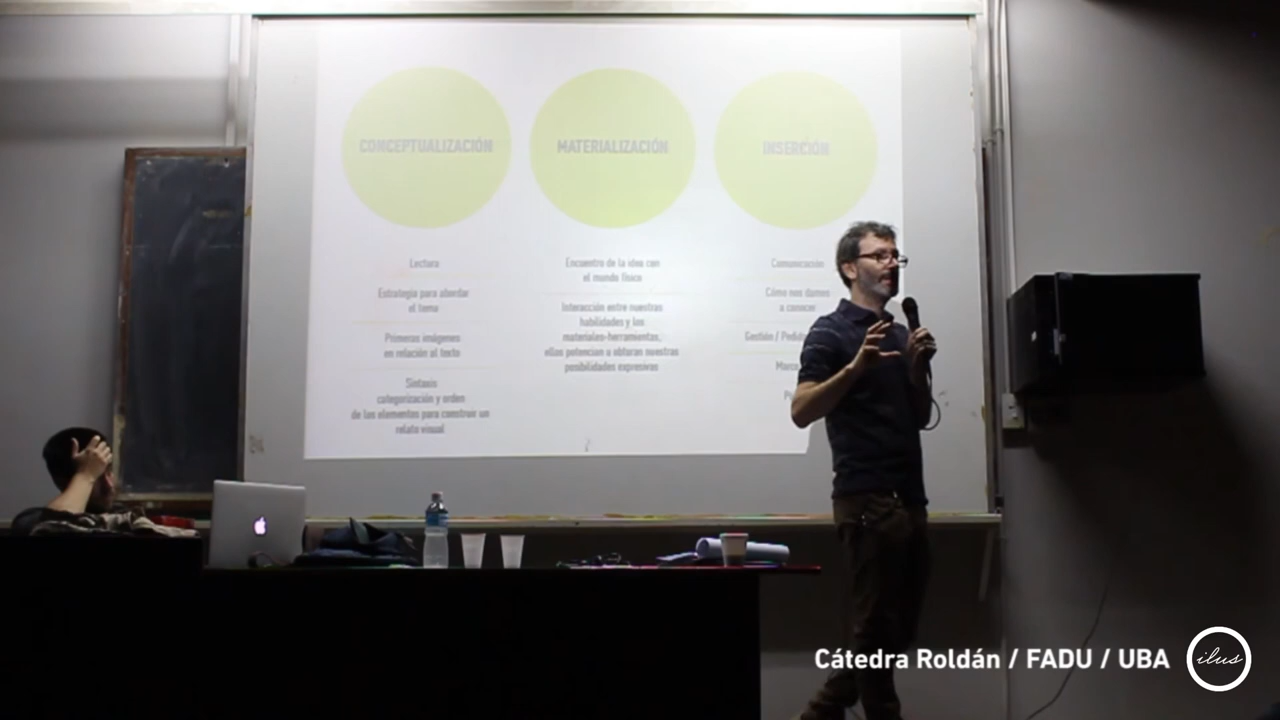 CONCEPTUALIZACIÓN
Lectura
Estrategia para abordar
el tema
Primeras imágenes
en relación al texto
Sintaxis
categorización y orden
de los elementos para construir un
relato visual
MATERIALIZACIÓN
Encuentro de la idea con
el mundo físico
Interacción entre nuestras
habilidades y los
materiales-herramientas,
ellos potencian u obturan nuestras
posibilidades expresivas
INSERCIÓN
Comunicación
Cómo nos damos
a conocer
Gestión /
Cátedra Roldán / FADU / UBA
ilus